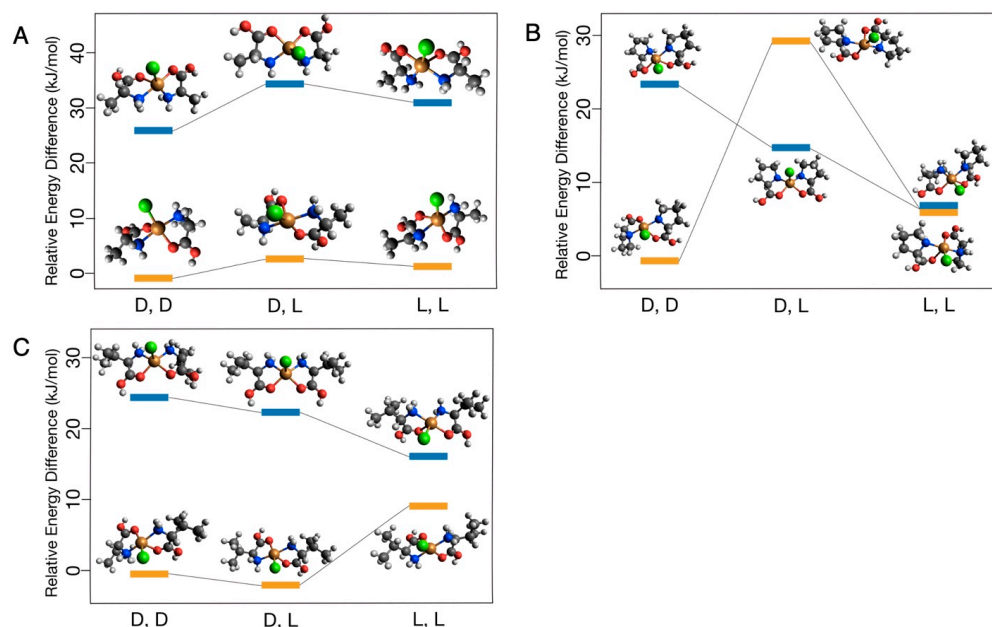 A
Relative Energy Difference (kJ/mol)
40
30
20
10
0
D, D
D, L
L, L
B
Relative Energy Difference (kJ/mol)
30
20
10
0
D, D
D, L
L, L
C
Relative Energy Difference (kJ/mol)
30
20
10
0
D, D
D, L
L, L